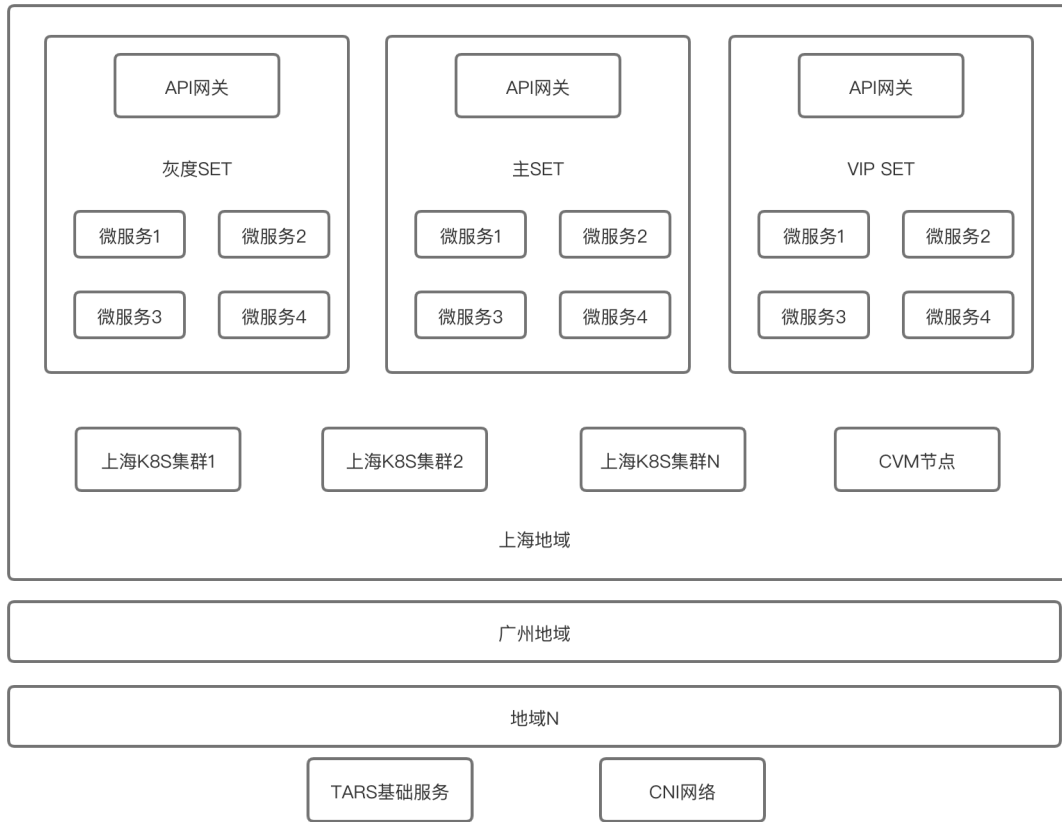 API网关
API网关
API网关
灰度SET
主SET
VIP SET
微服务1
微服务2
微服务1
微服务2
微服务1
微服务2
微服务3
微服务4
微服务3
微服务4
微服务3
微服务4
上海K8S集群1
上海K8S集群2
上海K8S集群N
CVM节点
上海地域
广州地域
地域N
TARS基础服务
CNI网络